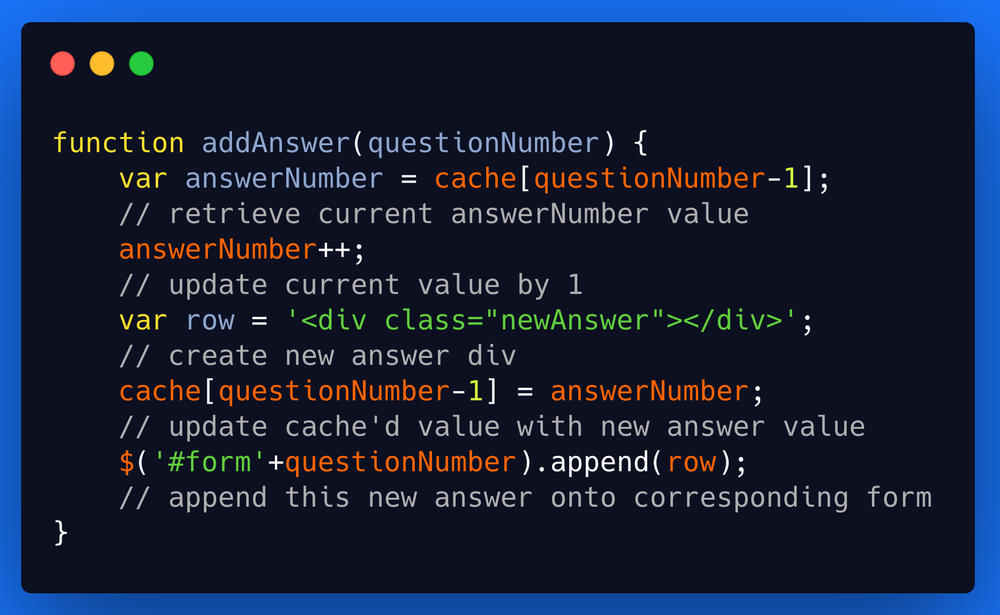 function addAnswer(questionNumber) {
    var answerNumber = cache[questionNumber-1];
    // retrieve current answerNumber value
    answerNumber++;
    // update current value by 1
    var row = '<div class="newAnswer"></div>';
    // create new answer div
    cache[questionNumber-1] = answerNumber;
    // update cache'd value with new answer value
    $('#form'+questionNumber).append(row);
    // append this new answer onto corresponding form
}